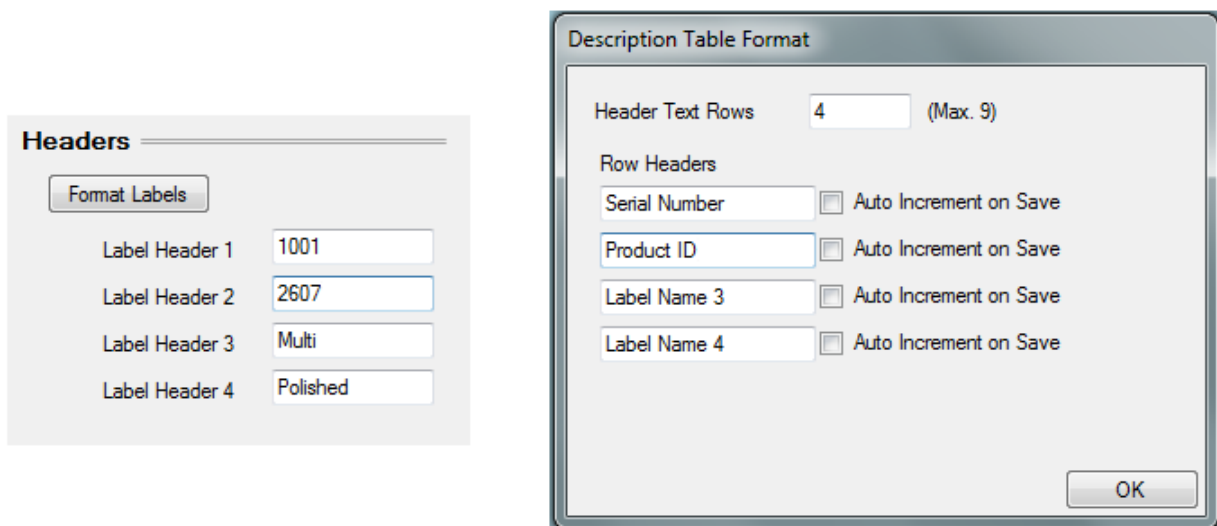 Headers
Format Labels
Label Header 1 1001
Label Header 2 2607
Label Header 3 Multi
Label Header 4 Polished
Description Table Format
Header Text Rows 4 (Max. 9)
Row Headers
Serial Number Auto Increment on Save
Product ID Auto Increment on Save
Label Name 3 Auto Increment on Save
Label Name 4 Auto Increment on Save
OK